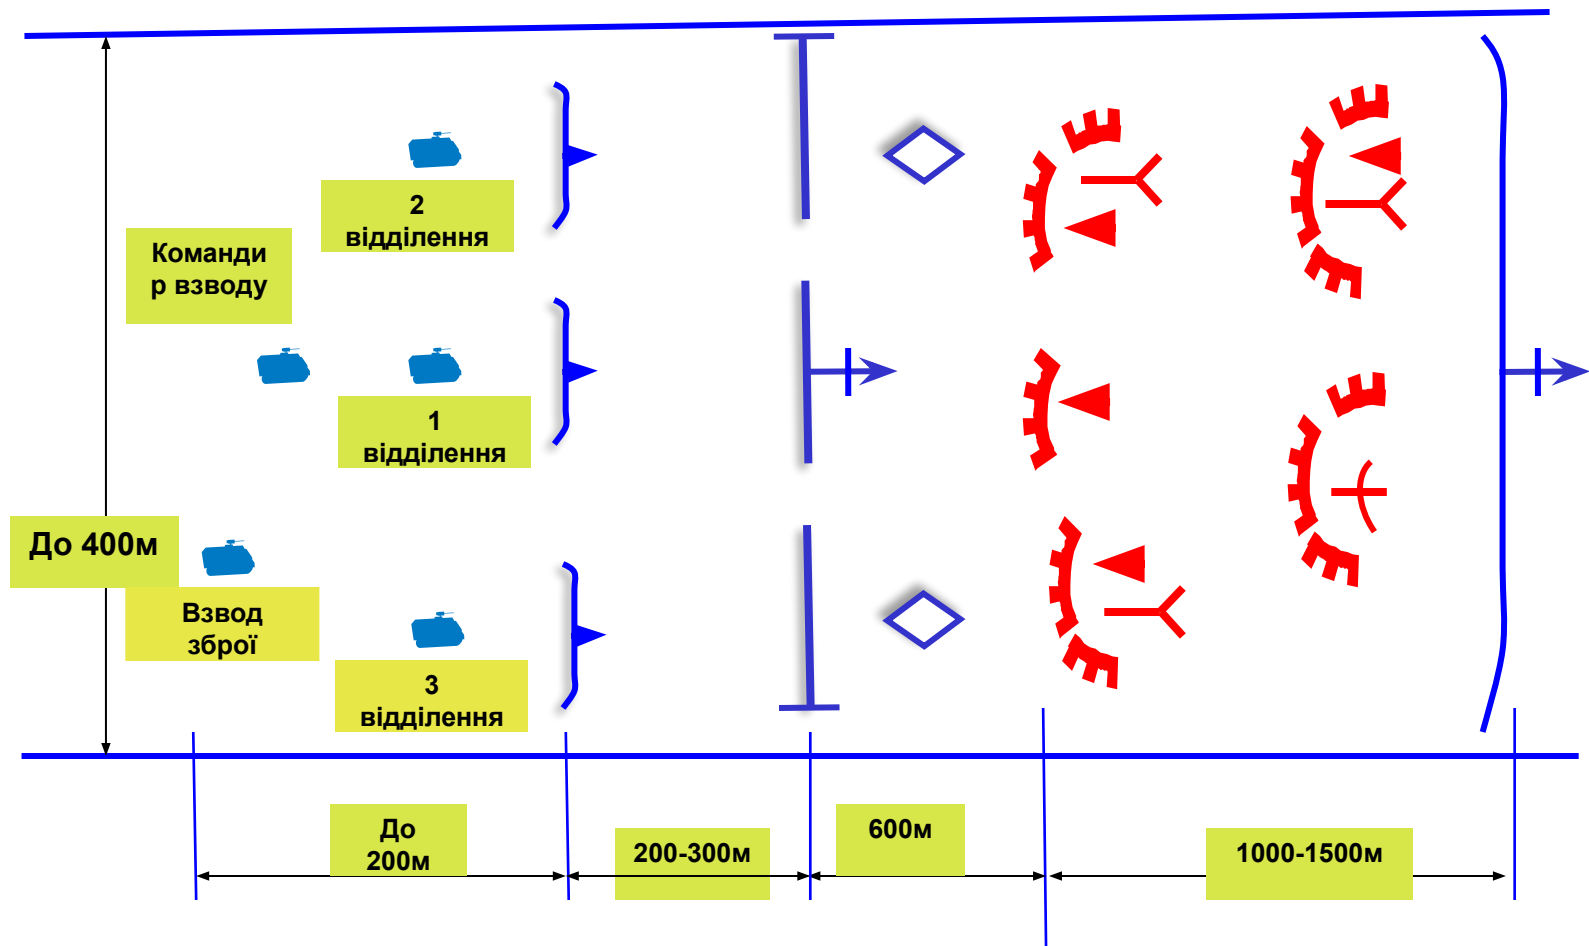 2
відділення
Команди
р взводу
1
відділення
До 400м
Взвод
зброї
3
відділення
До
200м
200-300м
600м
1000-1500м